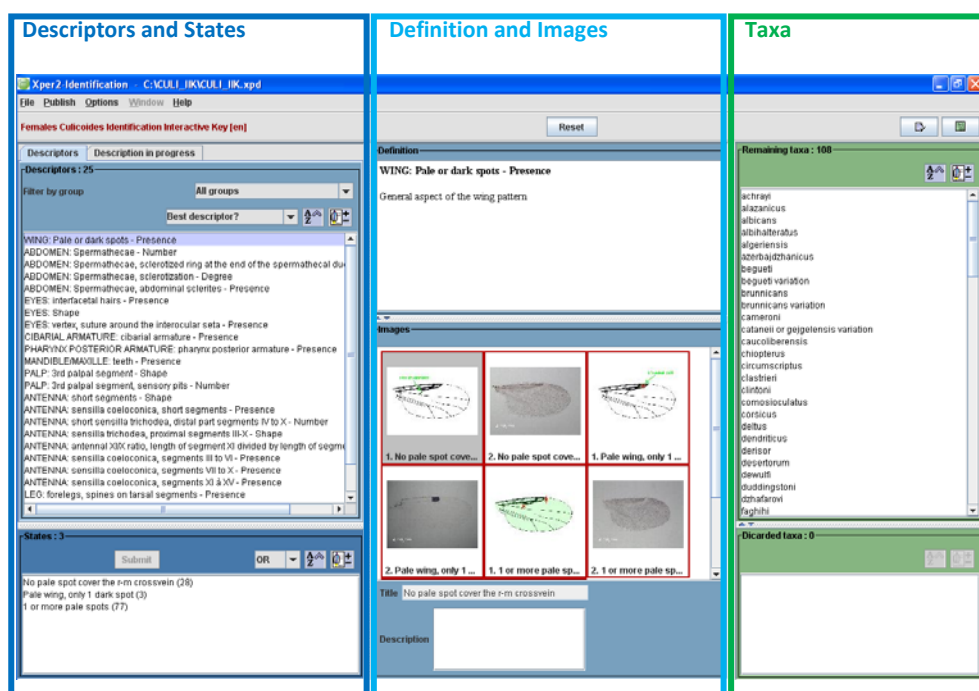 Descriptors and States
Definition and Images
Taxa
Xper2-Identification - C:\CULI_IIK\CULI_IIK.xpd
File Publish Options Window Help
Females Culicoides Identification Interactive Key [en]
Reset
Descriptors Description in progress
Descriptors : 25
Filter by group All groups
Best descriptor?
WING: Pale or dark spots - Presence
ABDOMEN: Spermathecae - Number
ABDOMEN: Spermathecae, sclerotized ring at the end of the spermathecal du
ABDOMEN: Spermathecae, sclerotization - Degree
ABDOMEN: Spermathecae, abdominal sclerites - Presence
EYES: interfacetal hairs - Presence
EYES: Shape
EYES: vertex, suture around the interocular seta - Presence
CIBARIAL ARMATURE: cibarial armature - Presence
PHARYNX POSTERIOR ARMATURE: pharynx posterior armature - Presence
MANDIBLE/MAXILLE: teeth - Presence
PALP: 3rd palpal segment - Shape
PALP: 3rd palpal segment, sensory pits - Number
ANTENNA: short segments - Shape
ANTENNA: sensilla coeloconica, short segments - Presence
ANTENNA: short sensilla trichodea, distal part segments IV to X - Number
ANTENNA: sensilla trichodea, proximal segments III-X - Shape
ANTENNA: antennal XI/X ratio, length of segment XI divided by length of segme
ANTENNA: sensilla coeloconica, segments III to VI - Presence
ANTENNA: sensilla coeloconica, segments VII to X - Presence
ANTENNA: sensilla coeloconica, segments XI à XV - Presence
LEG: forelegs, spines on tarsal segments - Presence
States : 3
Submit OR
No pale spot cover the r-m crossvein (28)
Pale wing, only 1 dark spot (3)
1 or more pale spots (77)
Definition
WING: Pale or dark spots - Presence
General aspect of the wing pattern
Images
1. No pale spot cove... 2. No pale spot cove... 1. Pale wing, only 1 ...
2. Pale wing, only 1 ... 1. 1 or more pale sp... 2. 1 or more pale sp...
Title No pale spot cover the r-m crossvein
Description
Remaining taxa : 108
achrayi
alazanicus
albicans
albihalteratus
algeriensis
azerbajdzhanicus
begueti
begueti variation
brunnicans
brunnicans variation
cameroni
cataneii or gejgelensis variation
caucoliberensis
chiopterus
circumscriptus
clastrieri
clintoni
comosioculatus
corsicus
deltus
dendriticus
derisor
desertorum
dewulfi
duddingstoni
dzhafarovi
faghihi
Dicarded taxa : 0